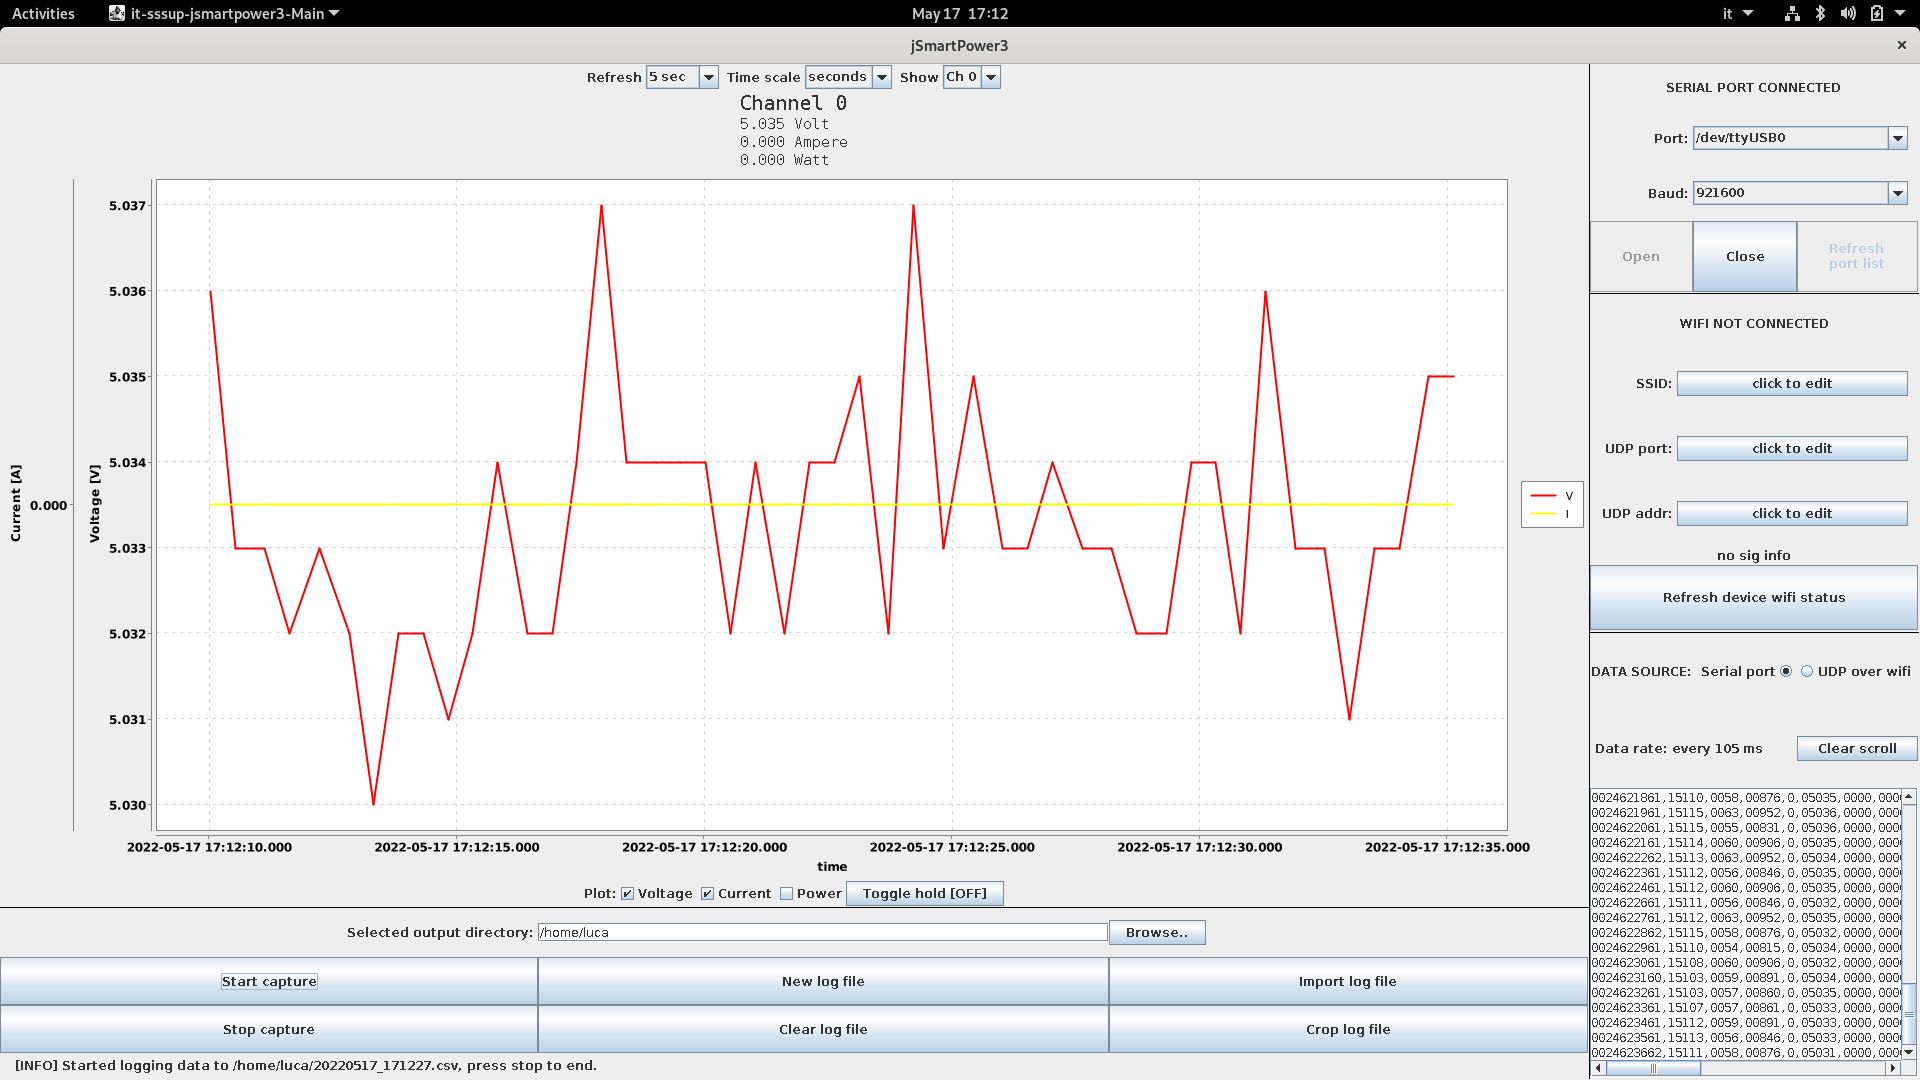 Activities it-sssup-jsmartpower3-Main May 17 17:12 it
jSmartPower3
Refresh 5 sec Time scale seconds Show Ch 0
Channel 0
5.035 Volt
0.000 Ampere
0.000 Watt
Current [A]
0.000
Voltage [V]
5.037
5.036
5.035
5.034
5.033
5.032
5.031
5.030
2022-05-17 17:12:10.000 2022-05-17 17:12:15.000 2022-05-17 17:12:20.000 2022-05-17 17:12:25.000 2022-05-17 17:12:30.000 2022-05-17 17:12:35.000
time
V
I
Plot: Voltage Current Power Toggle hold [OFF]
Selected output directory: /home/luca Browse..
Start capture New log file Import log file
Stop capture Clear log file Crop log file
[INFO] Started logging data to /home/luca/20220517_171227.csv, press stop to end.
SERIAL PORT CONNECTED
Port: /dev/ttyUSB0
Baud: 921600
Open Close Refresh port list
WIFI NOT CONNECTED
SSID: click to edit
UDP port: click to edit
UDP addr: click to edit
no sig info
Refresh device wifi status
DATA SOURCE: Serial port UDP over wifi
Data rate: every 105 ms Clear scroll
0024621861,15110,0058,00876,0,05035,0000,000
0024621961,15115,0063,00952,0,05036,0000,000
0024622061,15115,0055,00831,0,05036,0000,000
0024622161,15114,0060,00906,0,05035,0000,000
0024622262,15113,0063,00952,0,05034,0000,000
0024622361,15112,0056,00846,0,05035,0000,000
0024622461,15112,0060,00906,0,05035,0000,000
0024622661,15111,0056,00846,0,05032,0000,000
0024622761,15112,0063,00952,0,05035,0000,000
0024622862,15115,0058,00876,0,05032,0000,000
0024622961,15110,0054,00815,0,05034,0000,000
0024623061,15108,0060,00906,0,05032,0000,000
0024623160,15103,0059,00891,0,05034,0000,000
0024623261,15103,0057,00860,0,05035,0000,000
0024623361,15107,0057,00861,0,05033,0000,000
0024623461,15112,0059,00891,0,05033,0000,000
0024623561,15113,0056,00846,0,05033,0000,000
0024623662,15111,0058,00876,0,05031,0000,000